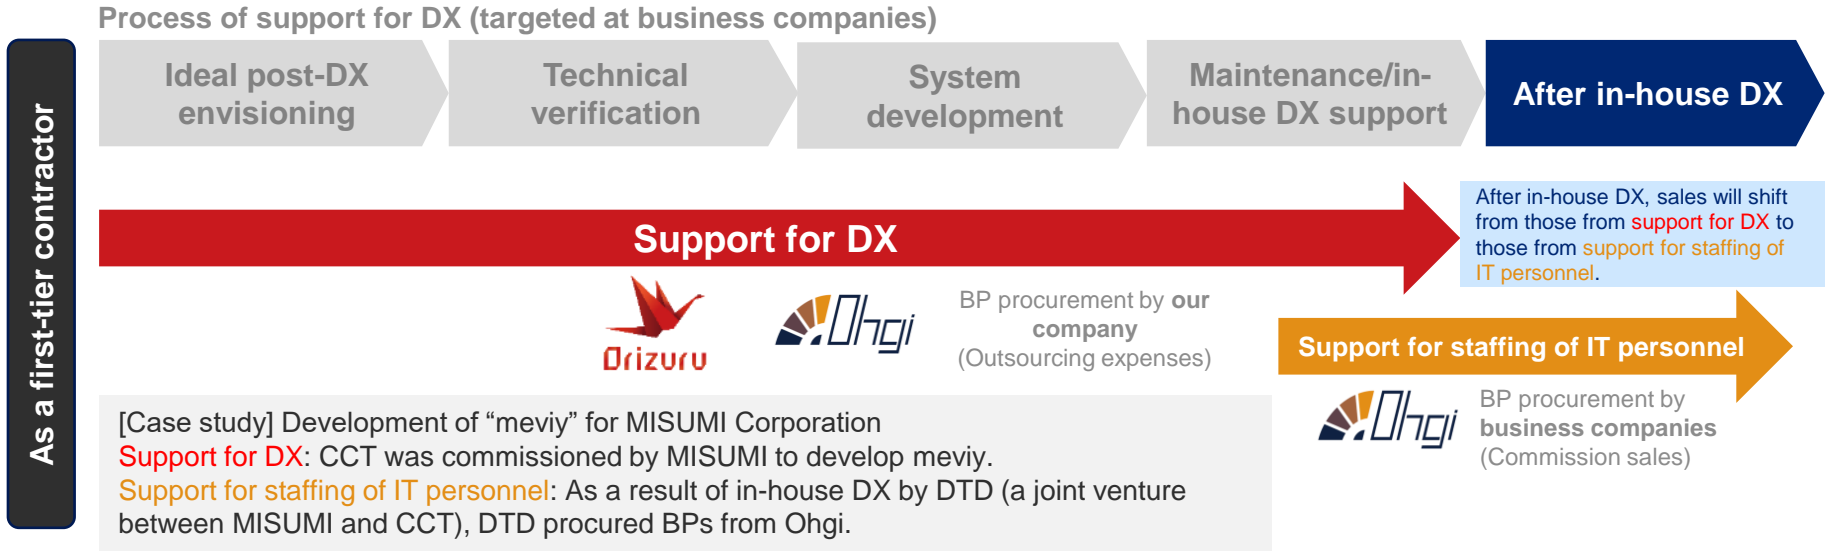 Process of support for DX (targeted at business companies)
As a first-tier contractor
Ideal post-DX
envisioning
Technical
verification
System
development
Maintenance/in-
house DX support
After in-house DX
Support for DX
After in-house DX, sales will shift
from those from support for DX to
those from support for staffing of
IT personnel.
Orizuru
Ohgi
BP procurement by our
company
(Outsourcing expenses)
Support for staffing of IT personnel
Ohgi
BP procurement by
business companies
(Commission sales)
[Case study] Development of “meviy” for MISUMI Corporation
Support for DX: CCT was commissioned by MISUMI to develop meviy.
Support for staffing of IT personnel: As a result of in-house DX by DTD (a joint venture
between MISUMI and CCT), DTD procured BPs from Ohgi.